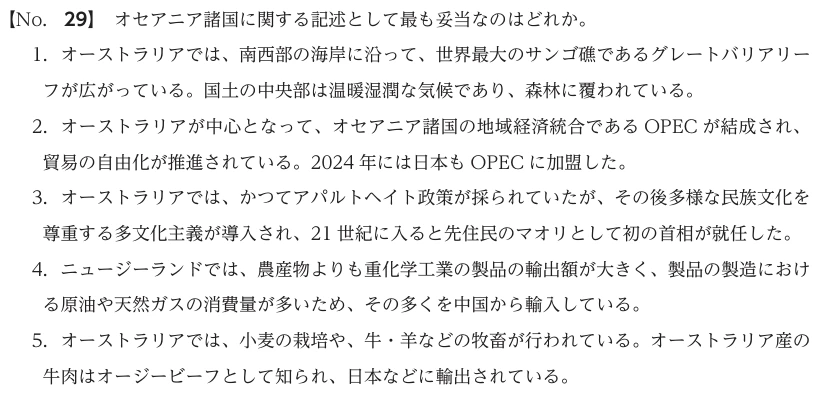 【No. 29】 オセアニア諸国に関する記述として最も妥当なのはどれか。
1. オーストラリアでは、南西部の海岸に沿って、世界最大のサンゴ礁であるグレートバリアリー
フが広がっている。国土の中央部は温暖湿潤な気候であり、森林に覆われている。
2. オーストラリアが中心となって、オセアニア諸国の地域経済統合である OPEC が結成され、
貿易の自由化が推進されている。2024 年には日本も OPEC に加盟した。
3. オーストラリアでは、かつてアパルトヘイト政策が採られていたが、その後多様な民族文化を
尊重する多文化主義が導入され、21 世紀に入ると先住民のマオリとして初の首相が就任した。
4. ニュージーランドでは、農産物よりも重化学工業の製品の輸出額が大きく、製品の製造におけ
る原油や天然ガスの消費量が多いため、その多くを中国から輸入している。
5. オーストラリアでは、小麦の栽培や、牛・羊などの牧畜が行われている。オーストラリア産の
牛肉はオージービーフとして知られ、日本などに輸出されている。